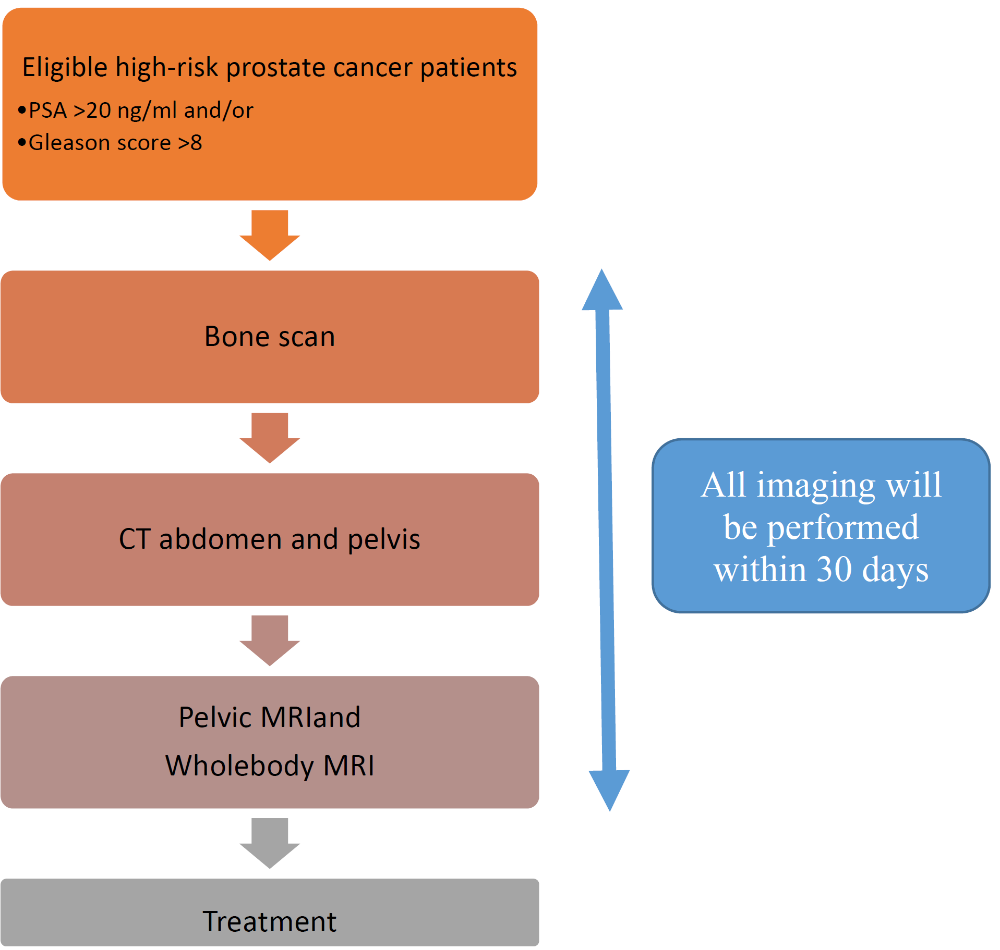 Eligible high-risk prostate cancer patients
•PSA >20 ng/ml and/or
•Gleason score >8
Bone scan
CT abdomen and pelvis
Pelvic MRIand
Wholebody MRI
Treatment
All imaging will
be performed
within 30 days